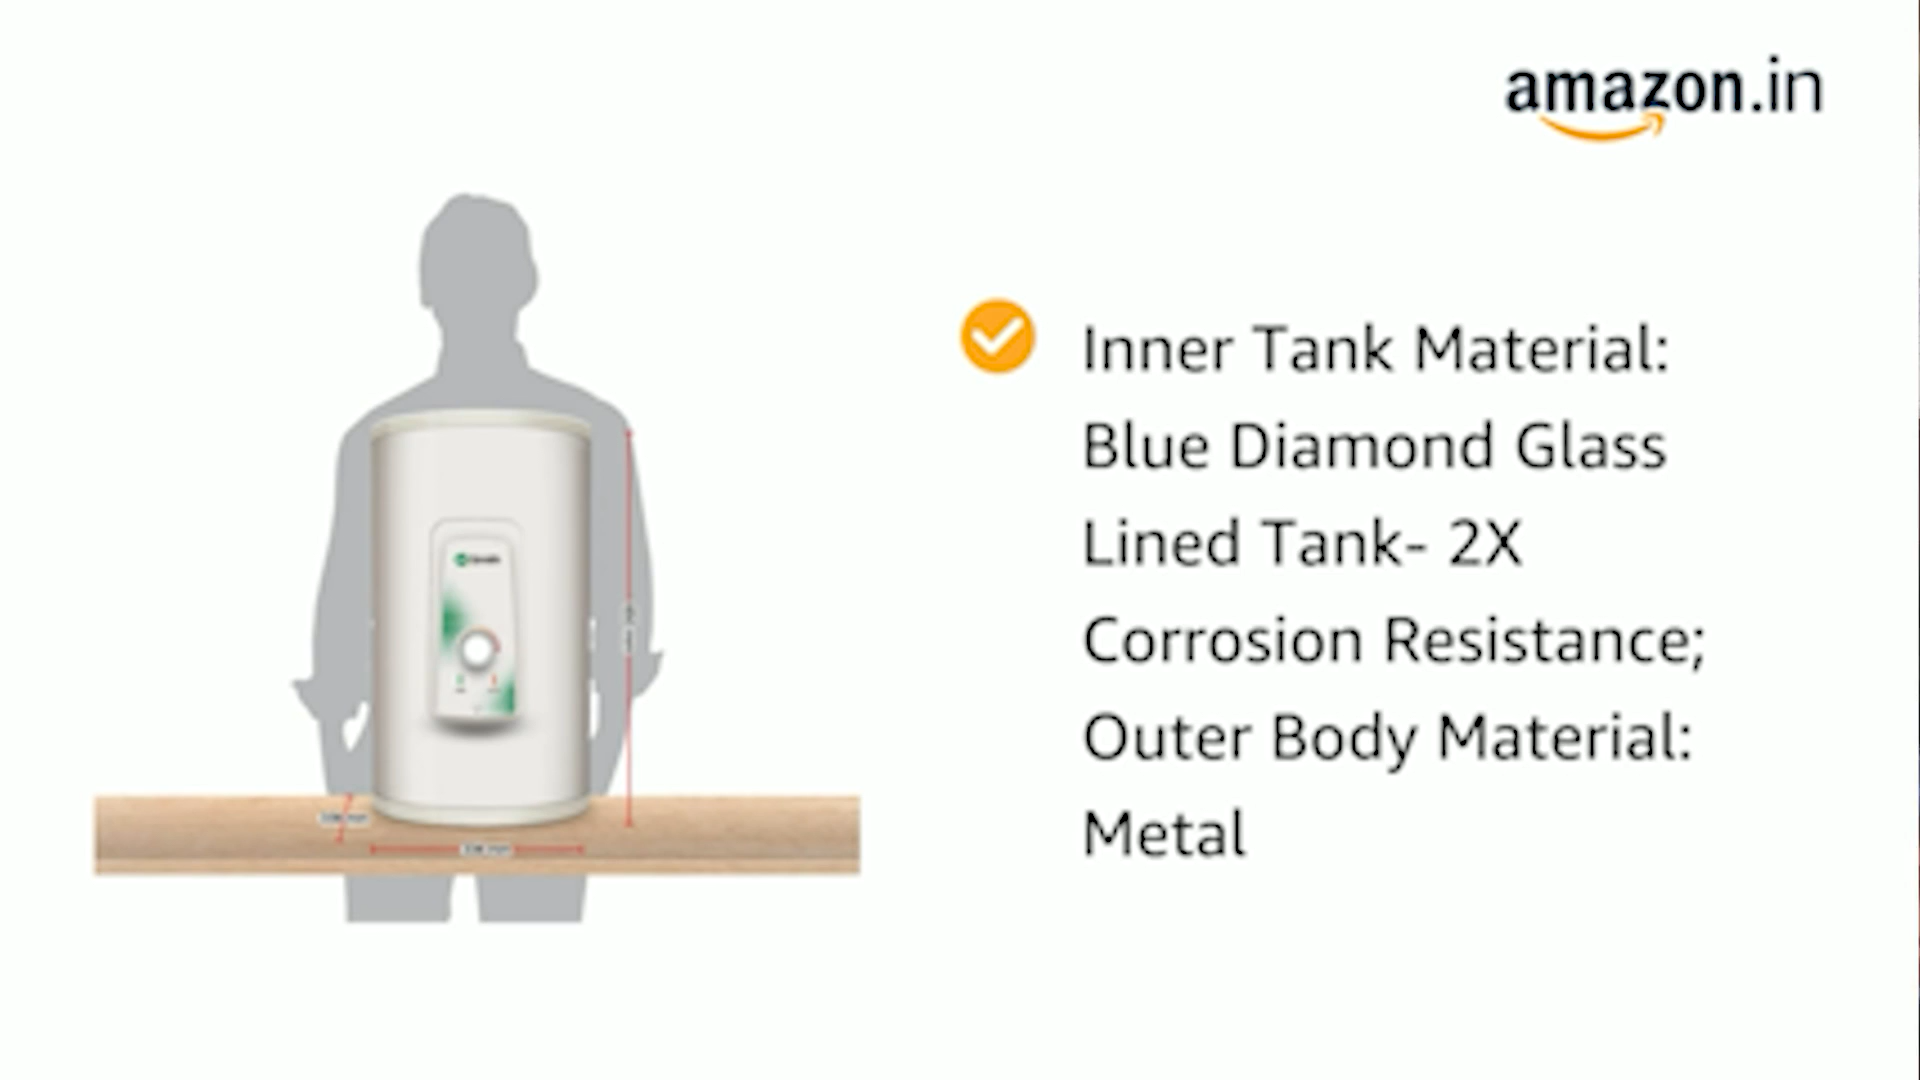 amazon.in
Inner Tank Material:
Blue Diamond Glass
Lined Tank- 2X
Corrosion Resistance;
Outer Body Material:
Metal